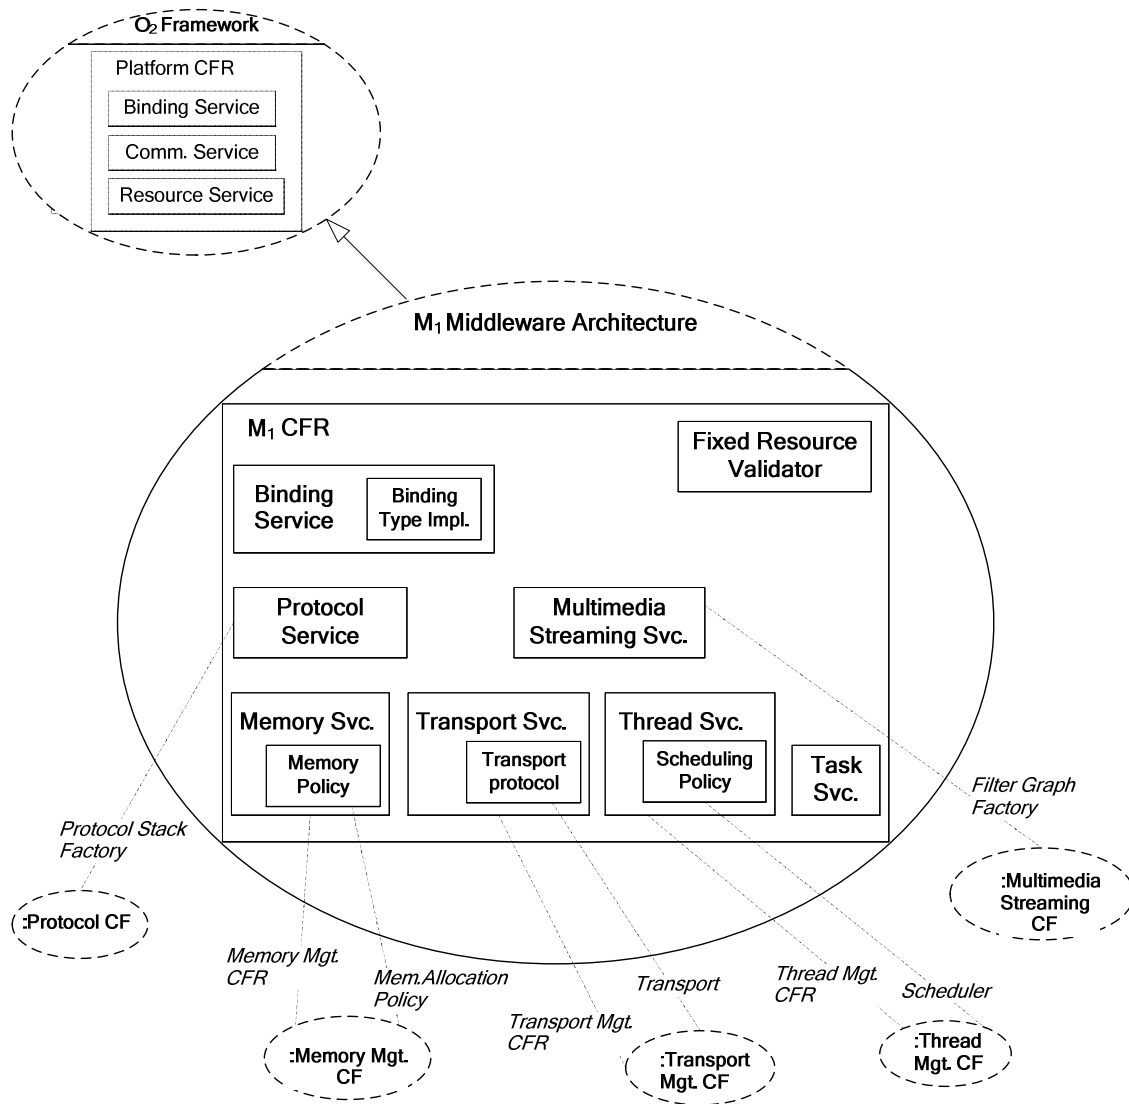 O2 Framework
Platform CFR
Binding Service
Comm. Service
Resource Service
M1 Middleware Architecture
M1 CFR
Fixed Resource
Validator
Binding
Service
Binding
Type Impl.
Protocol
Service
Multimedia
Streaming Svc.
Memory Svc.
Memory
Policy
Transport Svc.
Transport
protocol
Thread Svc.
Scheduling
Policy
Task
Svc.
Protocol Stack
Factory
Filter Graph
Factory
:Protocol CF
:Multimedia
Streaming
CF
Memory Mgt.
CFR
Mem.Allocation
Policy
Transport Mgt.
CFR
Transport
Thread Mgt.
CFR
Scheduler
:Memory Mgt.
CF
:Transport
Mgt. CF
:Thread
Mgt. CF